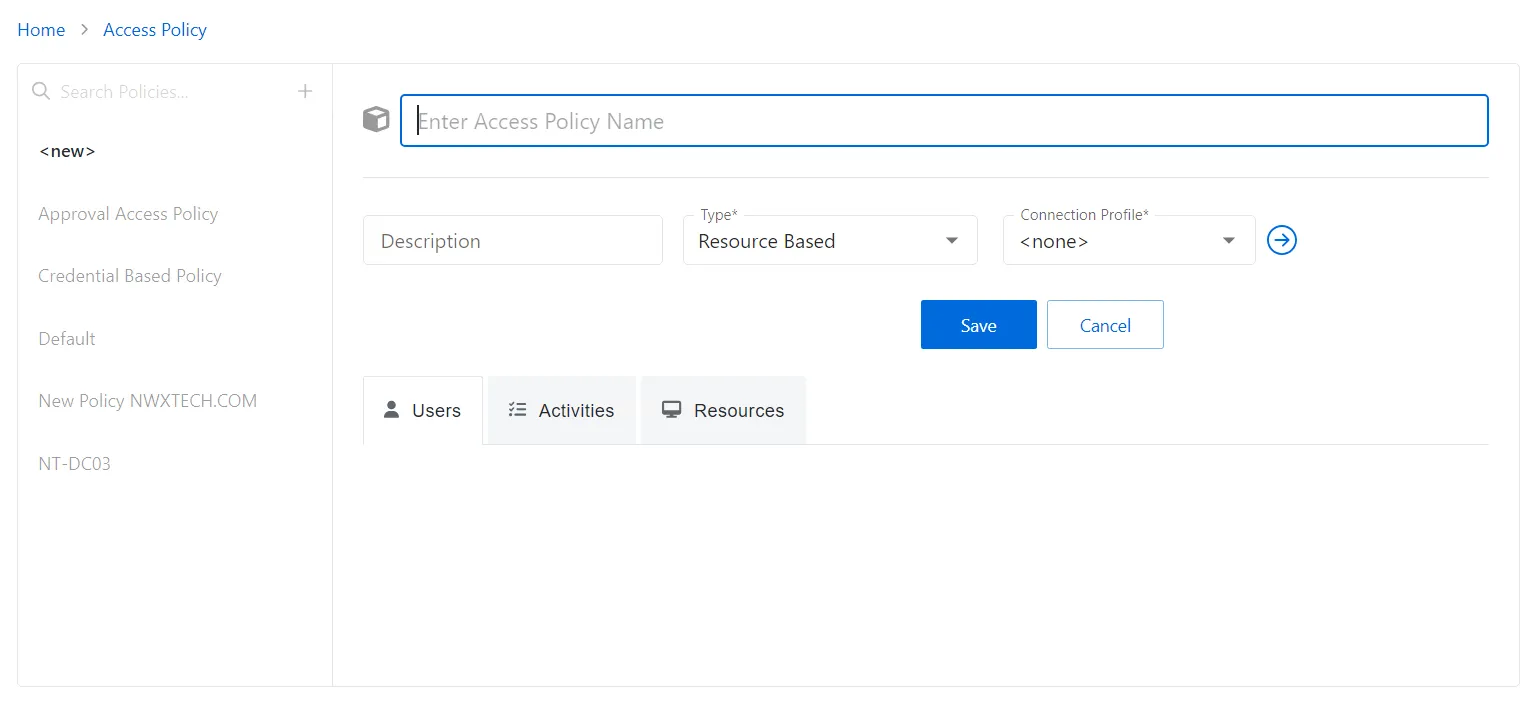 Home > Access Policy
Search Policies... +
<new>
Approval Access Policy
Credential Based Policy
Default
New Policy NWXTECH.COM
NT-DC03
Enter Access Policy Name
Description
Type*
Resource Based
Connection Profile*
<none>
Save
Cancel
Users
Activities
Resources